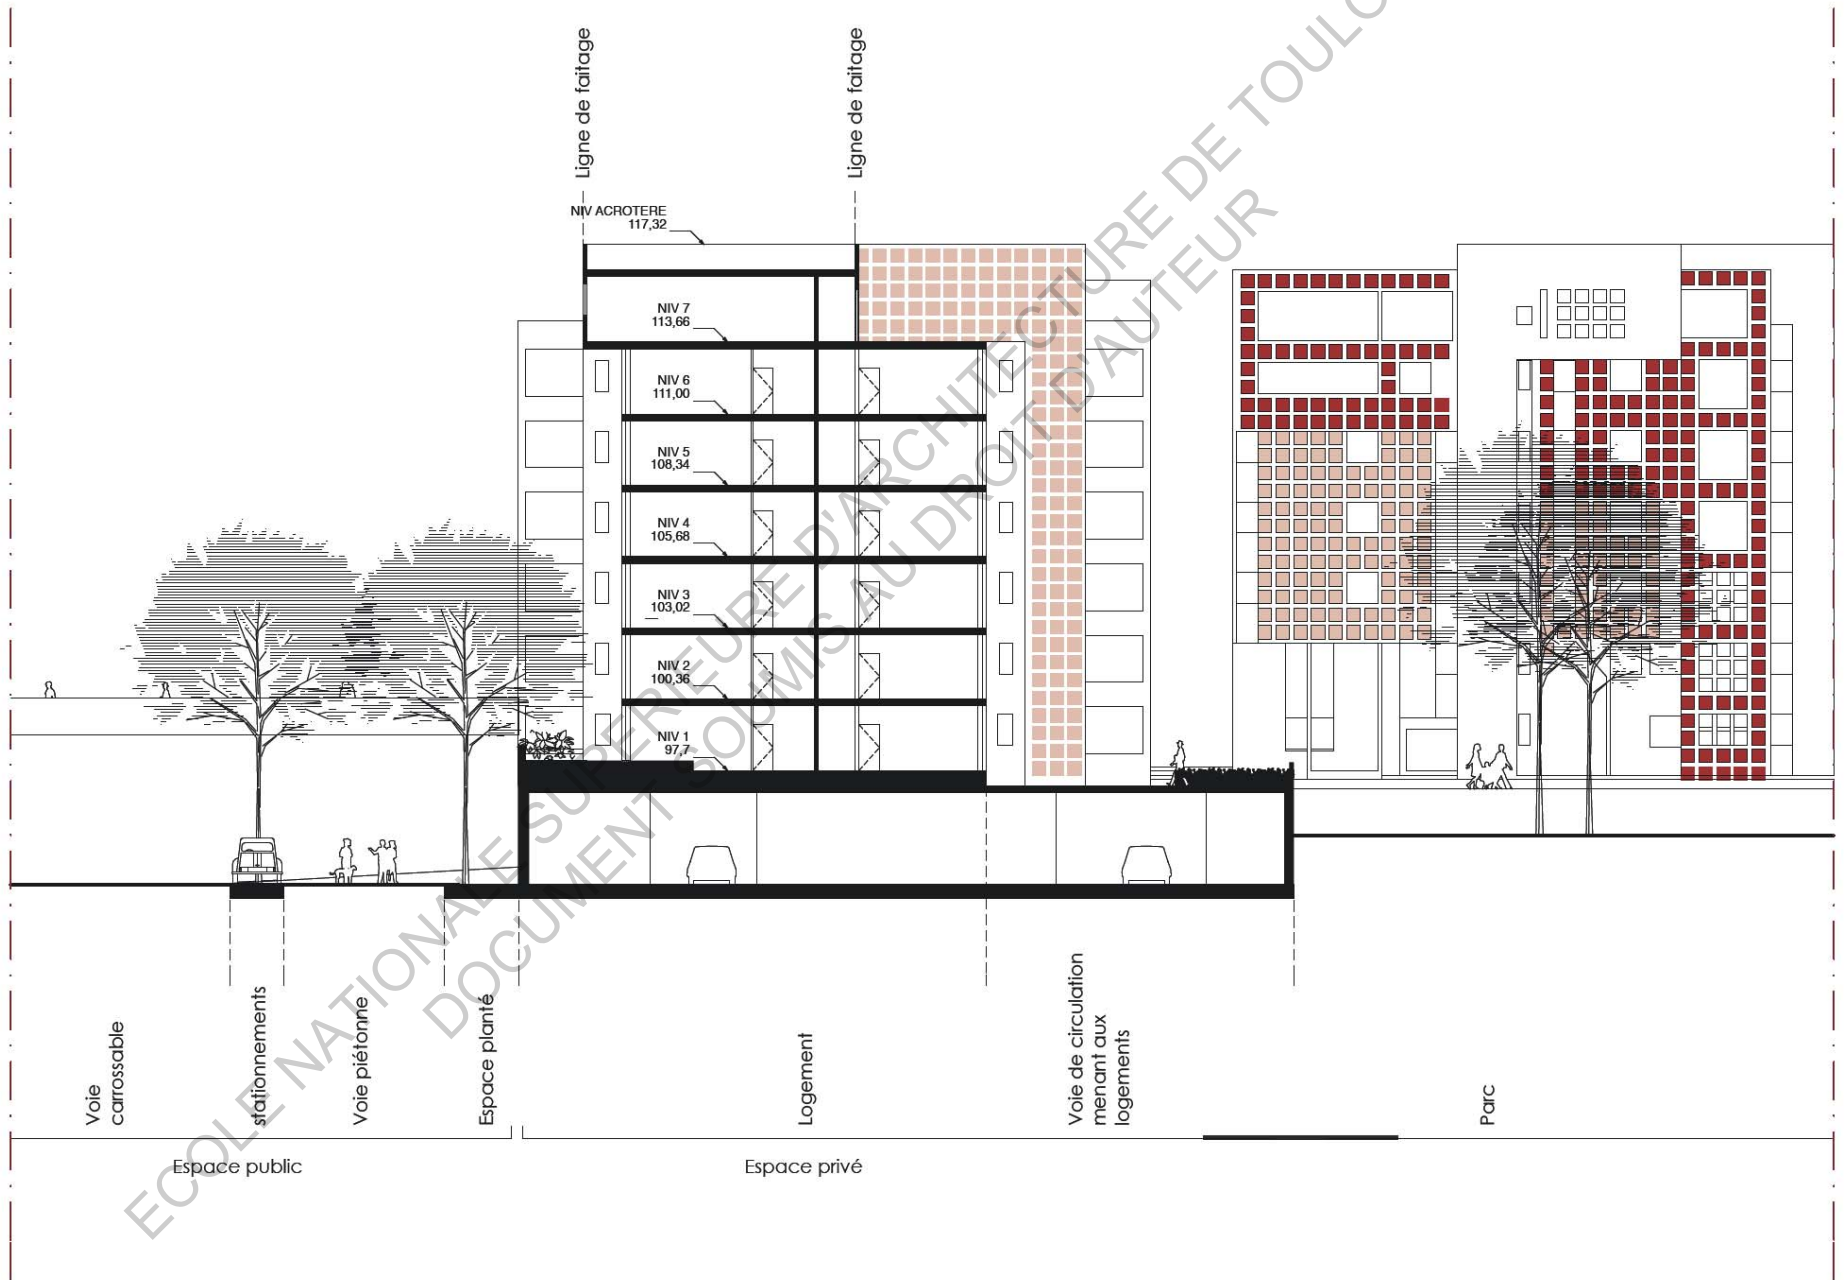 Ligne de faitage
Ligne de faitage
NIV ACROTERE
117,32
NIV 7
113,66
NIV 6
111,00
NIV 5
108,34
NIV 4
105,68
NIV 3
103,02
NIV 2
100,36
NIV 1
97,7
Voie
carrossable
stationnements
Voie piétonne
Espace planté
Logement
Voie de circulation
menant aux
logements
Parc
Espace public
Espace privé
ECOLE NATIONALE SUPERIEURE D'ARCHITECTURE DE TOULO
DOCUMENT SOUMIS AU DROIT D'AUTEUR